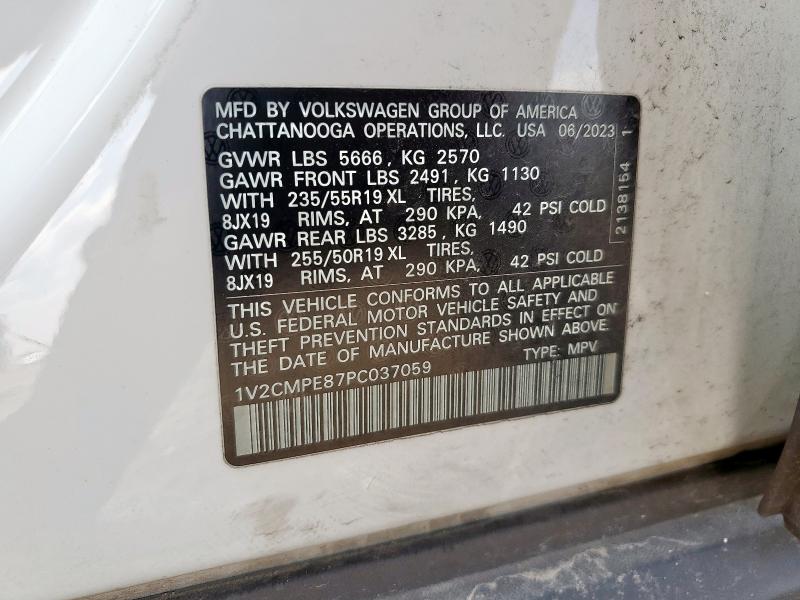 MFD BY VOLKSWAGEN GROUP OF AMERICA
CHATTANOOGA OPERATIONS, LLC. USA 06/2023 1
GVWR LBS 5666, KG 2570
GAWR FRONT LBS 2491, KG 1130
WITH 235/55R19 XL TIRES,
8JX19 RIMS, AT 290 KPA, 42 PSI COLD
GAWR REAR LBS 3285, KG 1490
WITH 255/50R19 XL TIRES,
8JX19 RIMS, AT 290 KPA, 42 PSI COLD
THIS VEHICLE CONFORMS TO ALL APPLICABLE
U.S. FEDERAL MOTOR VEHICLE SAFETY AND
THEFT PREVENTION STANDARDS IN EFFECT ON
THE DATE OF MANUFACTURE SHOWN ABOVE.
TYPE: MPV
1V2CMPE87PC037059
2138154